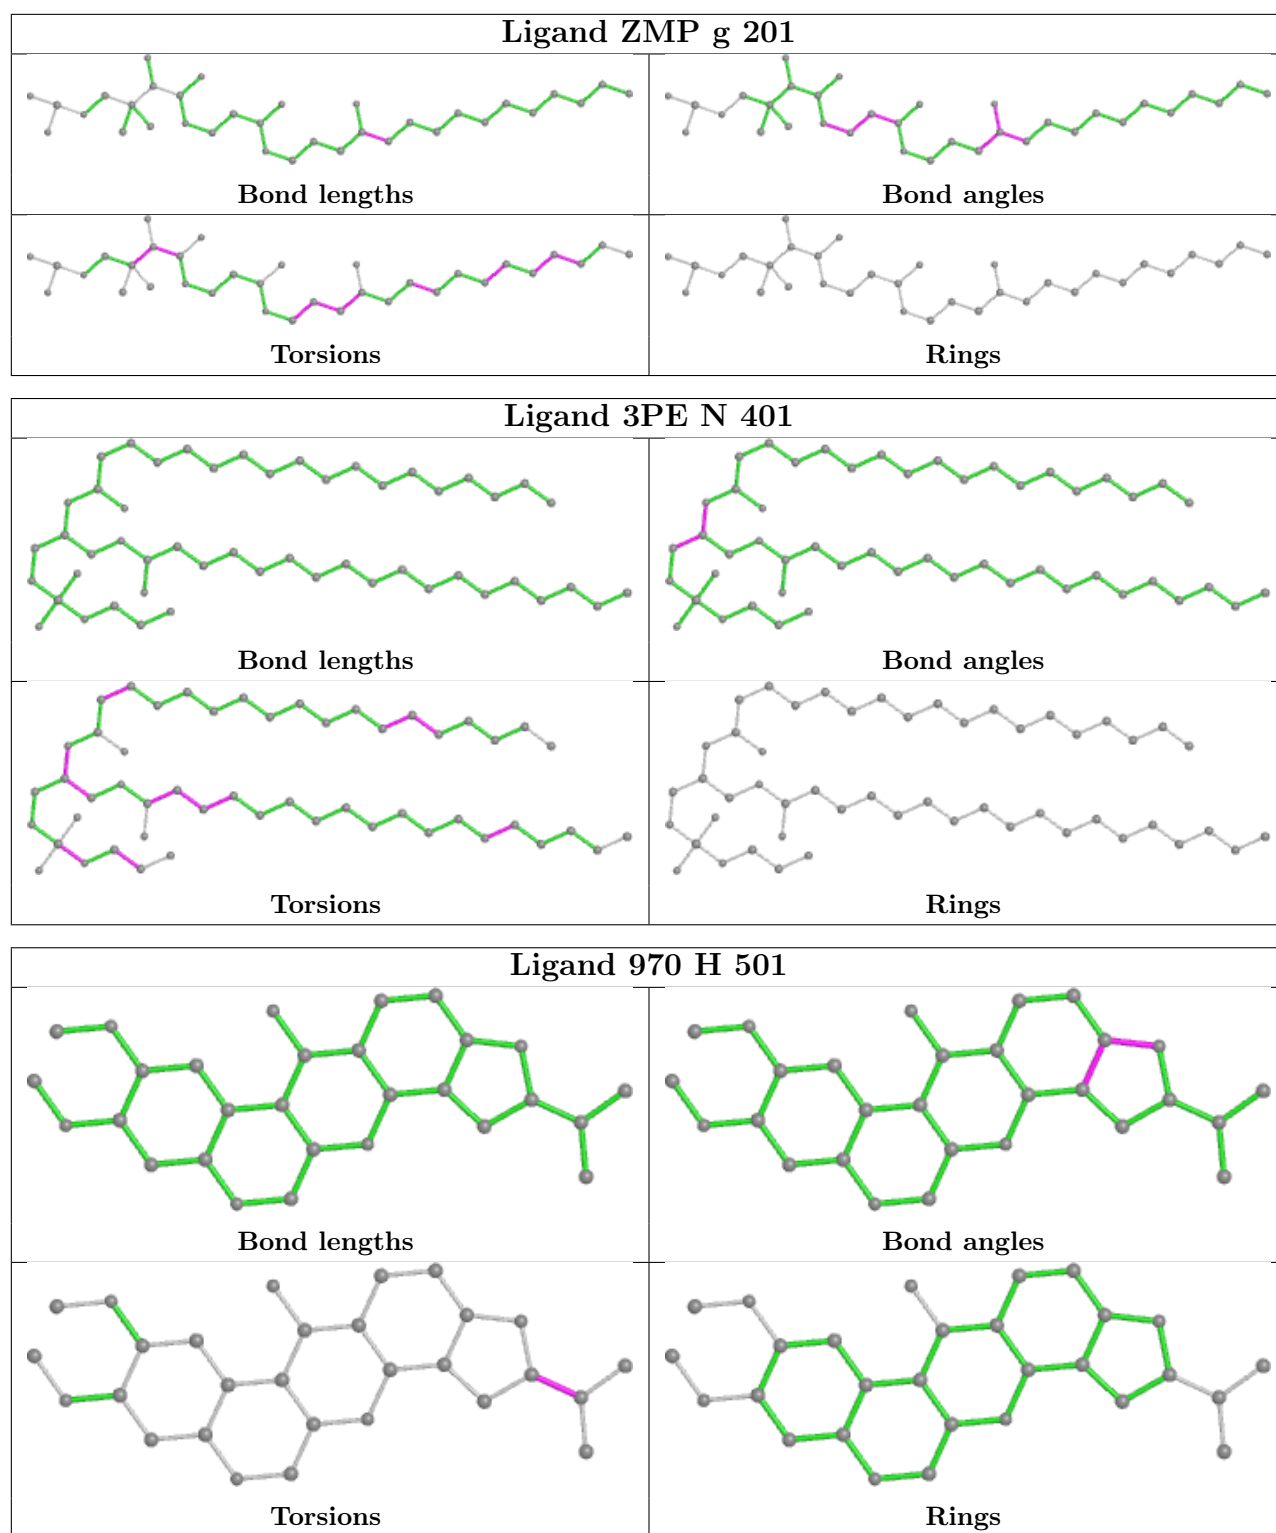 Ligand ZMP g 201
Bond lengths
Bond angles
Torsions
Rings
Ligand 3PE N 401
Bond lengths
Bond angles
Torsions
Rings
Ligand 970 H 501
Bond lengths
Bond angles
Torsions
Rings